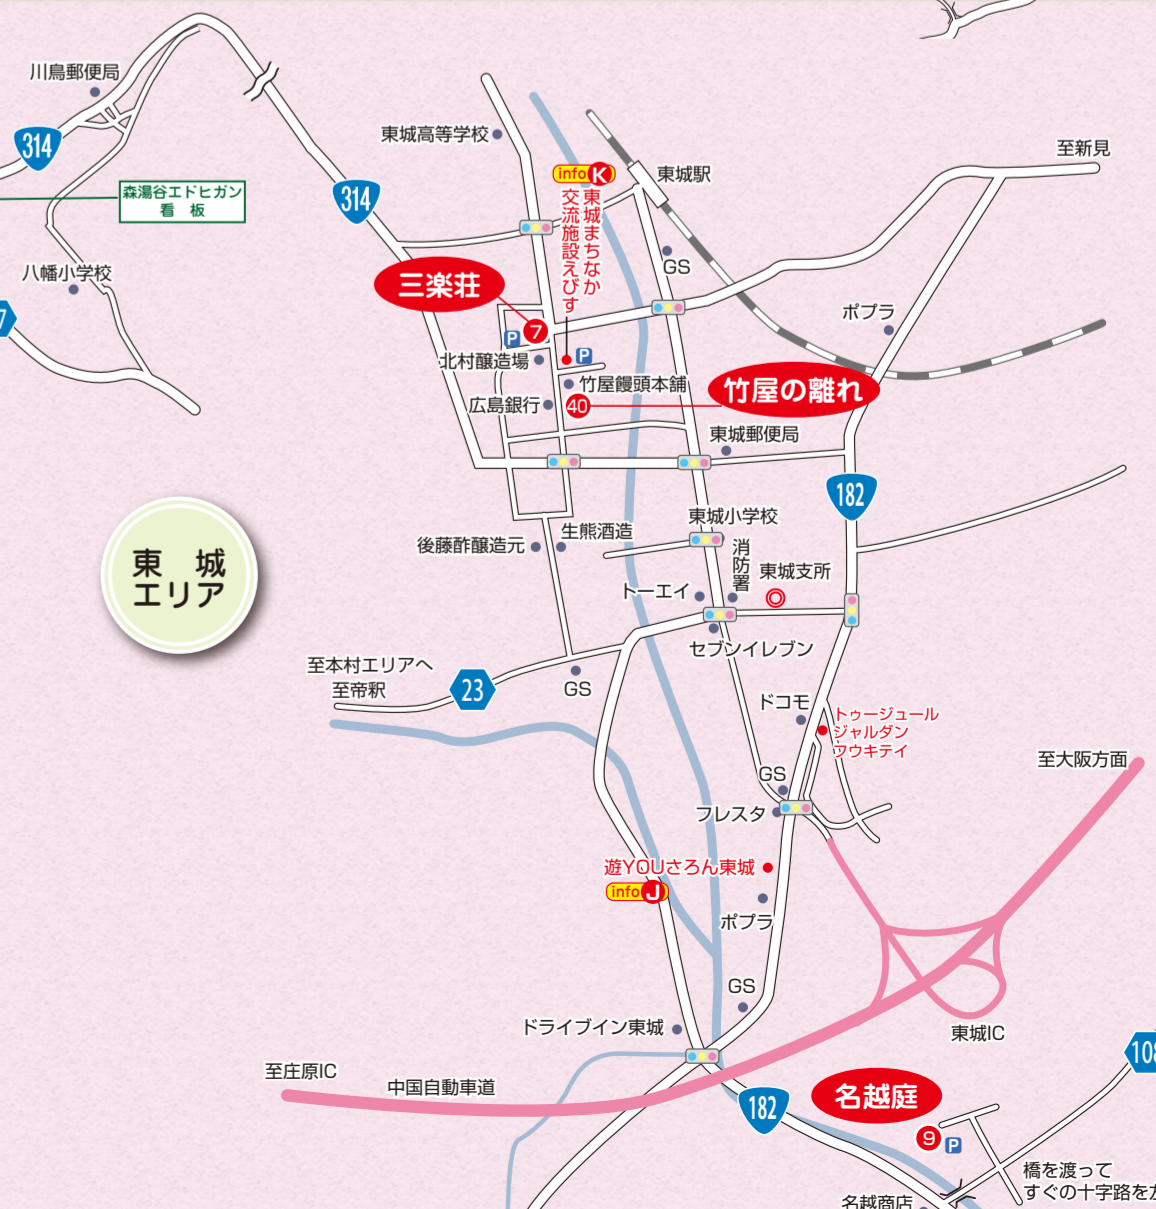 川鳥郵便局
314
森湯谷エドヒガン
看 板
八幡小学校
7
314
東城高等学校
info K
東城まちなか
交流施設えびす
東城駅
至新見
GS
三楽荘
7
P
P
北村醸造場
竹屋饅頭本舗
広島銀行
40
竹屋の離れ
ポプラ
東城郵便局
182
東城小学校
消防署
東城支所
後藤酢醸造元
生熊酒造
トーエイ
セブンイレブン
東 城
エリア
至本村エリアへ
至帝釈
23
GS
ドコモ
トゥージュール
ジャルダン
フウキテイ
GS
フレスタ
至大阪方面
遊YOUさろん東城
info J
ポプラ
GS
ドライブイン東城
東城IC
至庄原IC
中国自動車道
182
名越庭
9
P
108
橋を渡って
すぐの十字路を
名越商店